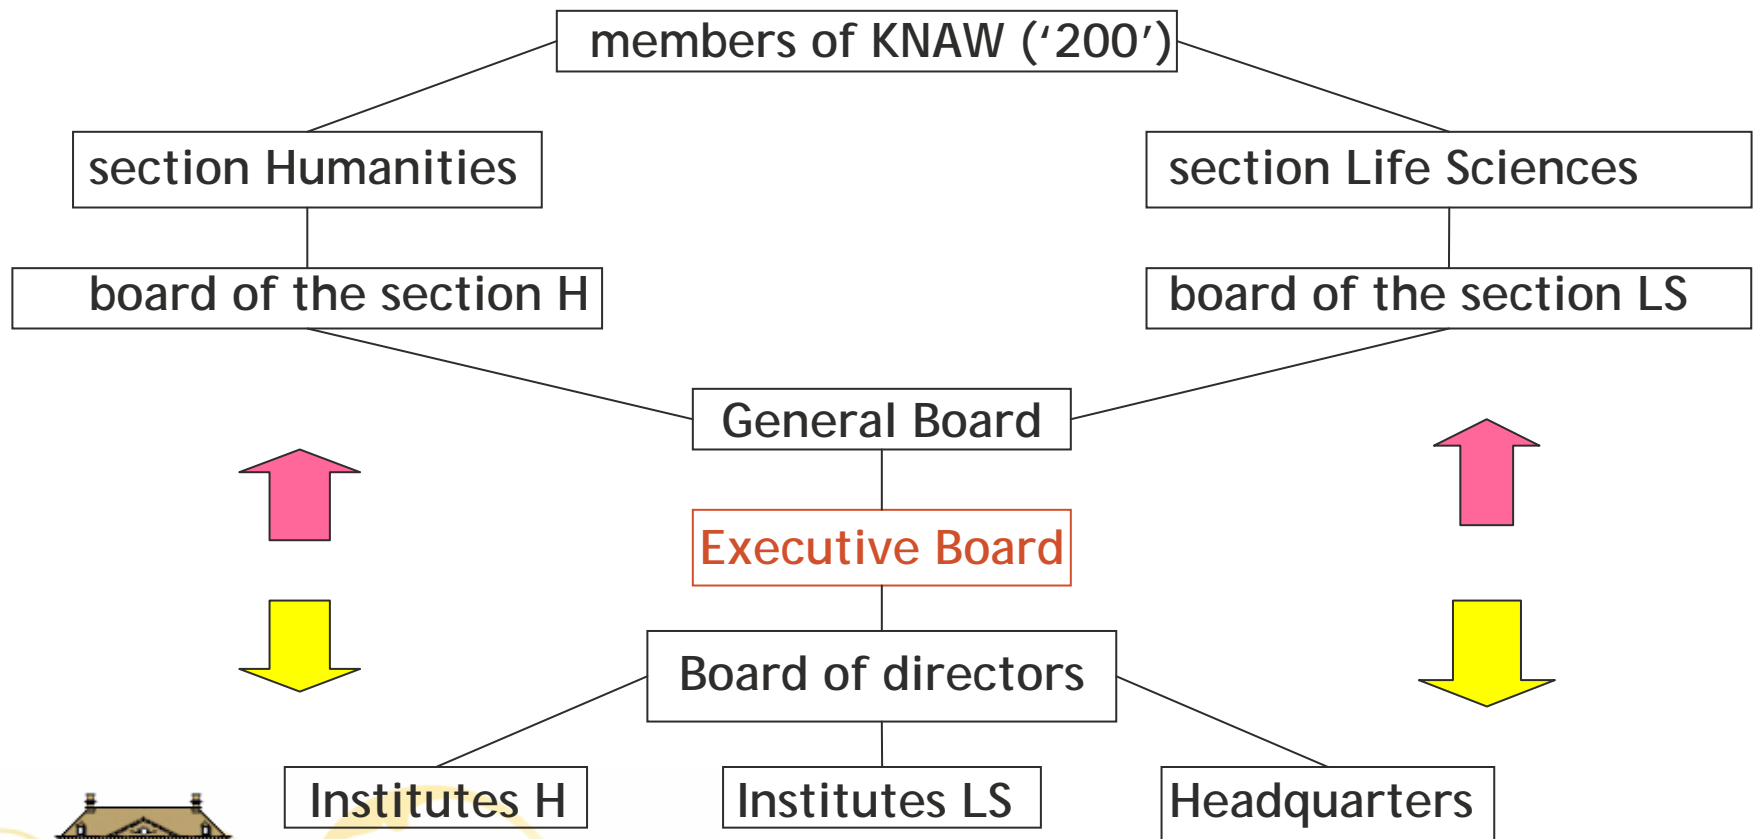 members of KNAW (‘200’)
section Humanities
section Life Sciences
board of the section H
board of the section LS
General Board
Executive Board
Board of directors
Institutes H
Institutes LS
Headquarters